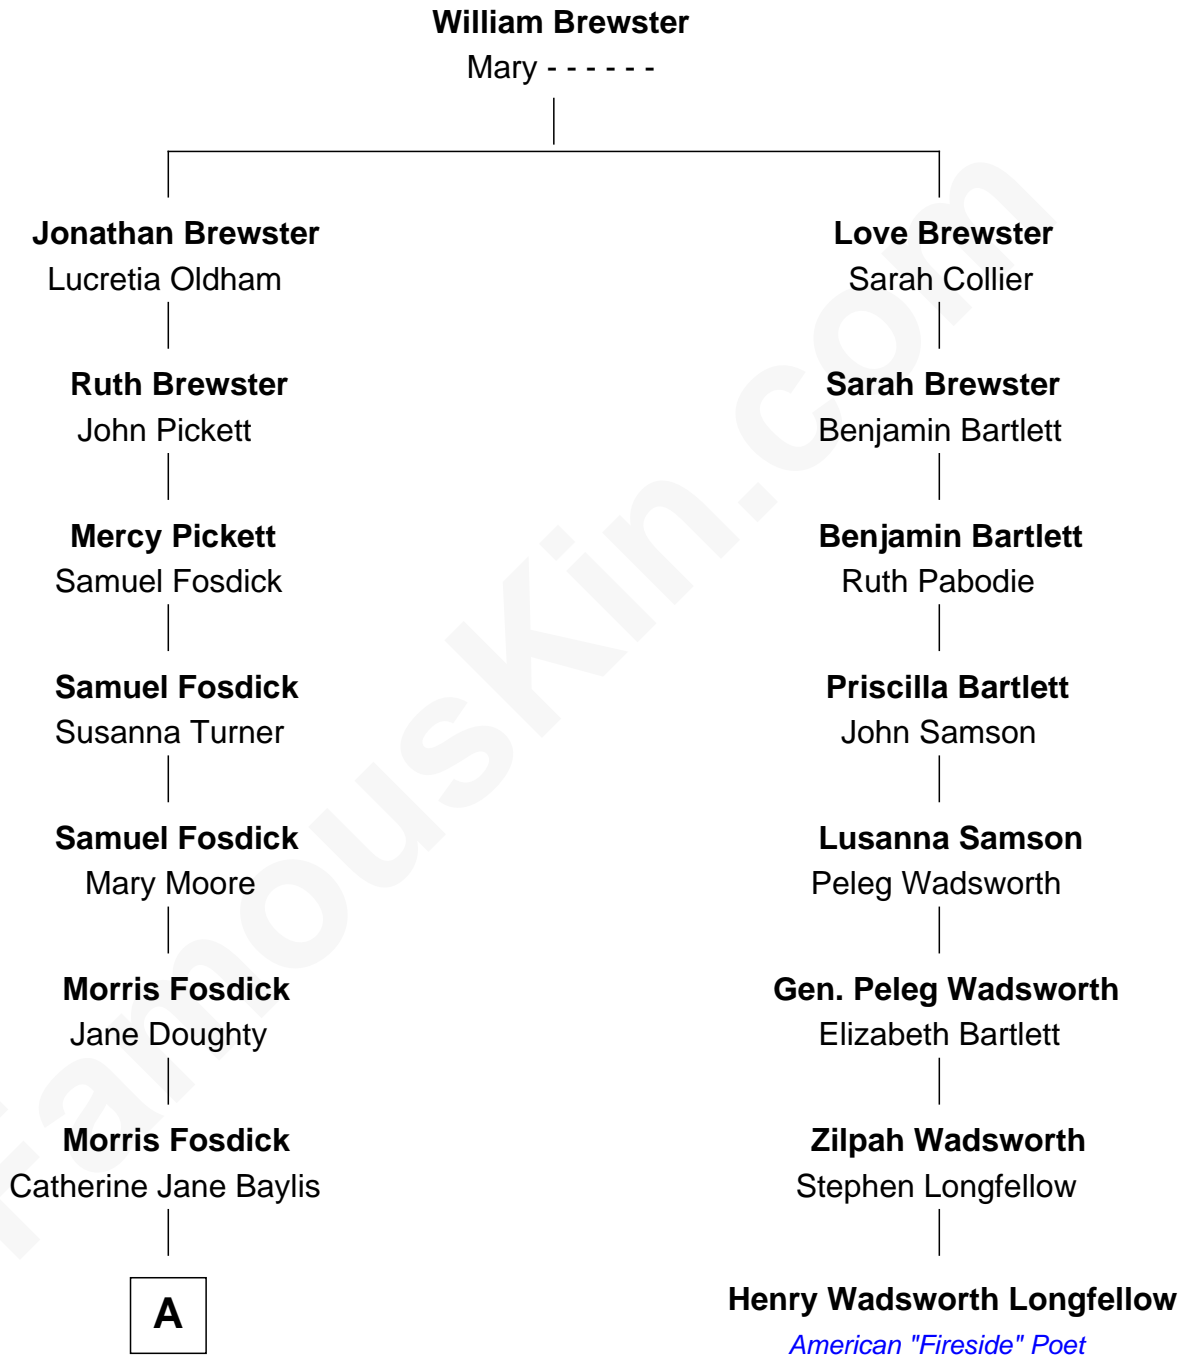 William Brewster
Mary - - - - - -
Jonathan Brewster
Lucretia Oldham
Love Brewster
Sarah Collier
Ruth Brewster
John Pickett
Sarah Brewster
Benjamin Bartlett
Mercy Pickett
Samuel Fosdick
Benjamin Bartlett
Ruth Pabodie
Samuel Fosdick
Susanna Turner
Priscilla Bartlett
John Samson
Samuel Fosdick
Mary Moore
Lusanna Samson
Peleg Wadsworth
Morris Fosdick
Jane Doughty
Gen. Peleg Wadsworth
Elizabeth Bartlett
Morris Fosdick
Catherine Jane Baylis
Zilpah Wadsworth
Stephen Longfellow
A
Henry Wadsworth Longfellow
American "Fireside" Poet
FamousKin.com